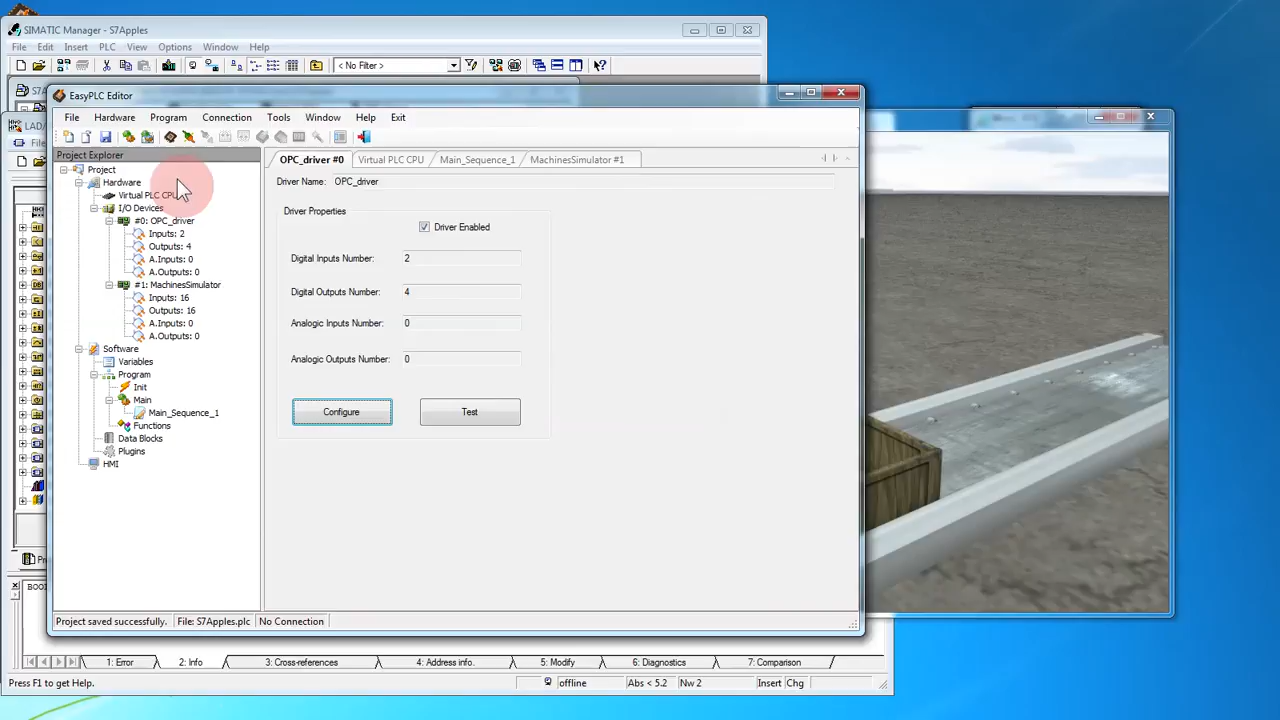 SIMATIC Manager - S7Apples
File Edit Insert PLC View Options Window Help
< No Filter >
S7
EasyPLC Editor
LAD/
File Hardware Program Connection Tools Window Help Exit
File
Project Explorer
OPC_driver #0 Virtual PLC CPU Main_Sequence_1 MachinesSimulator #1
Project
Driver Name: OPC_driver
Hardware
Virtual PLC CPU
I/O Devices
Driver Properties
#0: OPC_driver
Driver Enabled
Inputs: 2
Outputs: 4
Digital Inputs Number: 2
A.Inputs: 0
A.Outputs: 0
#1: MachinesSimulator
Digital Outputs Number: 4
Inputs: 16
Outputs: 16
A.Inputs: 0
Analogic Inputs Number: 0
A.Outputs: 0
Software
Variables
Analogic Outputs Number: 0
Program
Init
Main
Main_Sequence_1
Configure Test
Functions
Data Blocks
Plugins
HMI
Project saved successfully. File: S7Apples.plc No Connection
1: Error 2: Info 3: Cross-references 4: Address info. 5: Modify 6: Diagnostics 7: Comparison
Press F1 to get Help. offline Abs < 5.2 Nw 2 Insert Chg